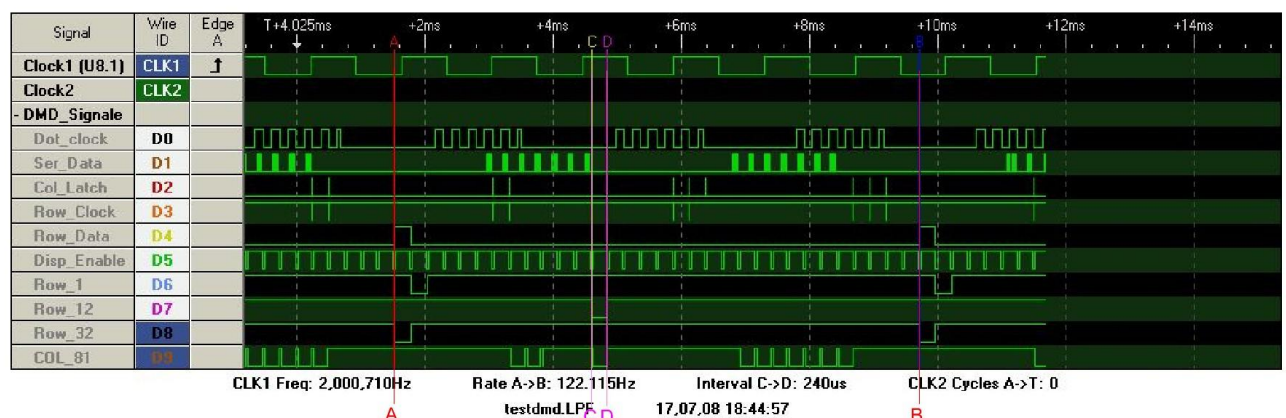 Signal Wire ID Edge A T+4.025ms +2ms +4ms +6ms +8ms +10ms +12ms +14ms
A C D B
Clock1 (U8.1) CLK1
Clock2 CLK2
- DMD_Signale
Dot_clock D0
Ser_Data D1
Col_Latch D2
Row_Clock D3
Row_Data D4
Disp_Enable D5
Row_1 D6
Row_12 D7
Row_32 D8
COL_81 D9
CLK1 Freq: 2,000,710Hz Rate A->B: 122.115Hz Interval C->D: 240us CLK2 Cycles A->T: 0
testdmd.LPF 17,07,08 18:44:57
A C D B